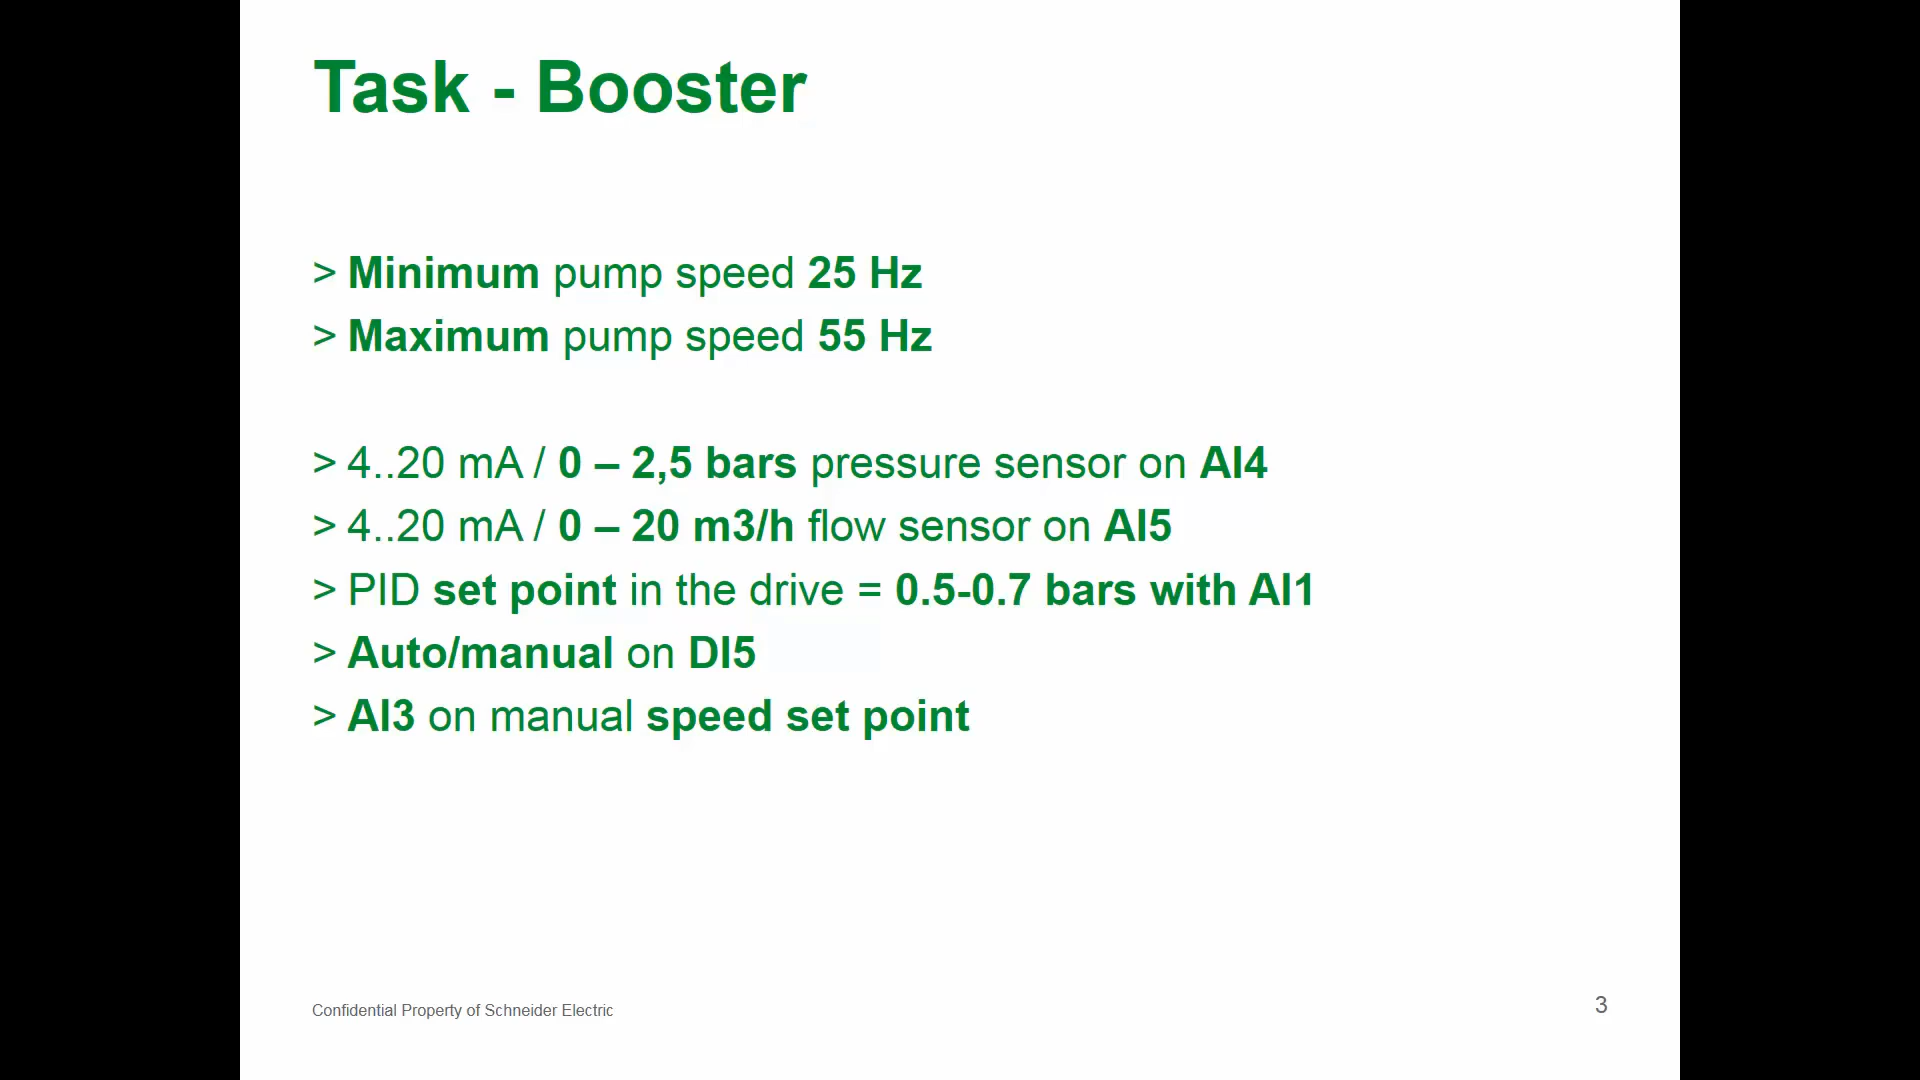 Task - Booster
> Minimum pump speed 25 Hz
> Maximum pump speed 55 Hz
> 4..20 mA / 0 – 2,5 bars pressure sensor on AI4
> 4..20 mA / 0 – 20 m3/h flow sensor on AI5
> PID set point in the drive = 0.5-0.7 bars with AI1
> Auto/manual on DI5
> AI3 on manual speed set point
Confidential Property of Schneider Electric
3